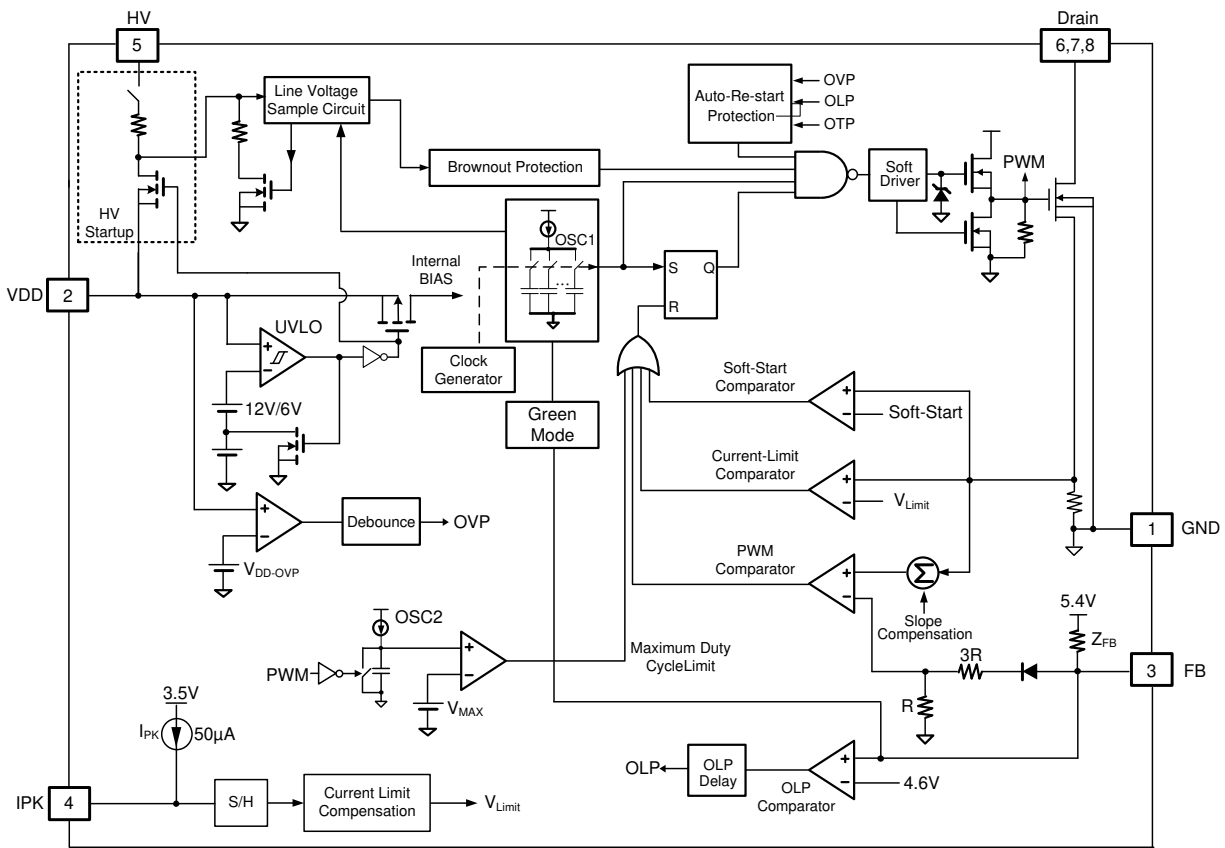 HV
5
Drain
6,7,8
Line Voltage
Sample Circuit
Auto-Re-start
Protection
OVP
OLP
OTP
Brownout Protection
Soft
Driver
PWM
HV
Startup
OSC1
...
Internal
BIAS
S
Q
R
VDD
2
UVLO
+
−
Clock
Generator
12V/6V
Green
Mode
Soft-Start
Comparator
+
−
Soft-Start
Current-Limit
Comparator
+
−
VLimit
+
−
Debounce
OVP
VDD-OVP
1
GND
PWM
Comparator
+
−
Σ
Slope
Compensation
5.4V
ZFB
OSC2
PWM
+
−
VMAX
Maximum Duty
CycleLimit
3R
3
FB
R
3.5V
IPK
50µA
OLP
OLP
Delay
+
−
4.6V
OLP
Comparator
IPK
4
S/H
Current Limit
Compensation
VLimit